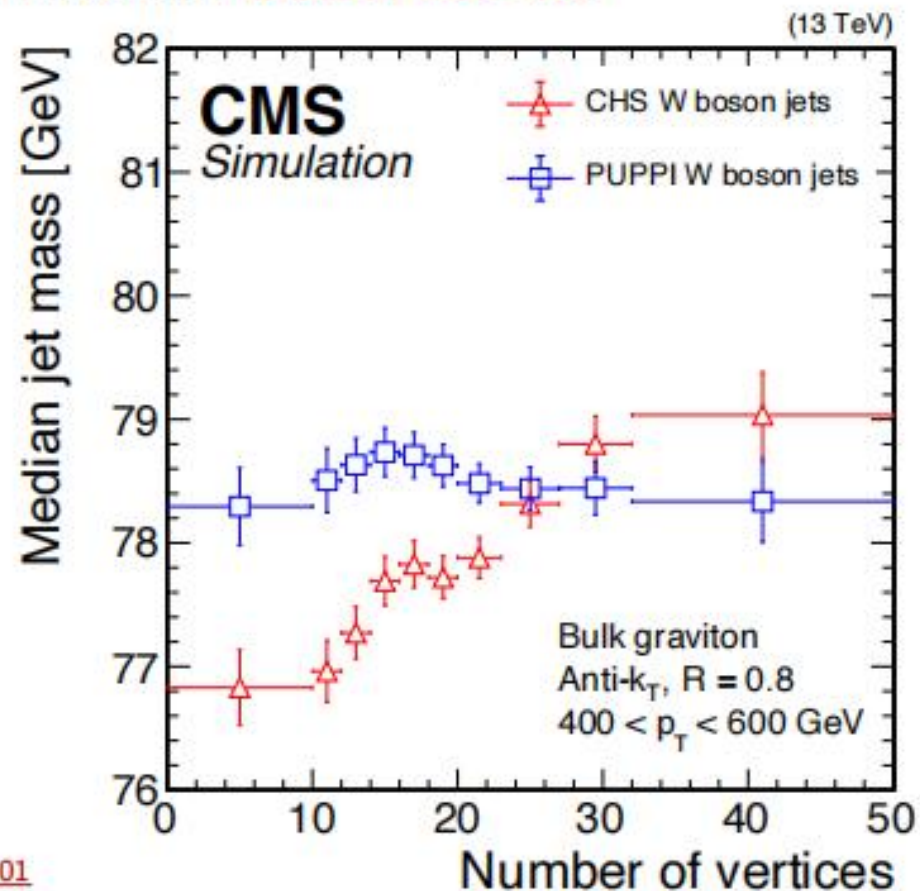 (13 TeV)
Median jet mass [GeV]
82
81
80
79
78
77
76
CMS
Simulation
CHS W boson jets
PUPPI W boson jets
Bulk graviton
Anti-kT, R = 0.8
400 < pT < 600 GeV
0 10 20 30 40 50
Number of vertices
01